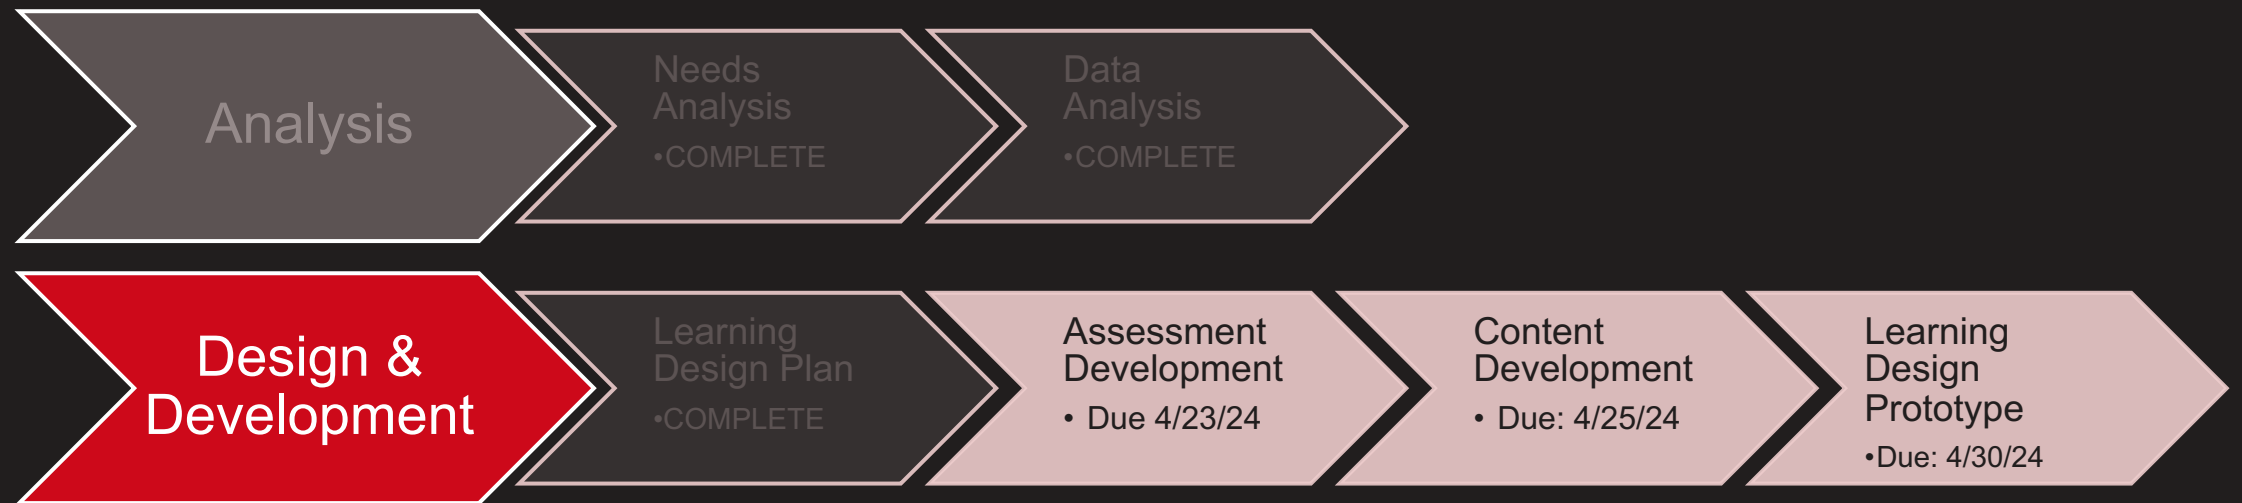 Analysis
Needs
Analysis
•COMPLETE
Data
Analysis
•COMPLETE
Design &
Development
Learning
Design Plan
•COMPLETE
Assessment
Development
• Due 4/23/24
Content
Development
• Due: 4/25/24
Learning
Design
Prototype
•Due: 4/30/24